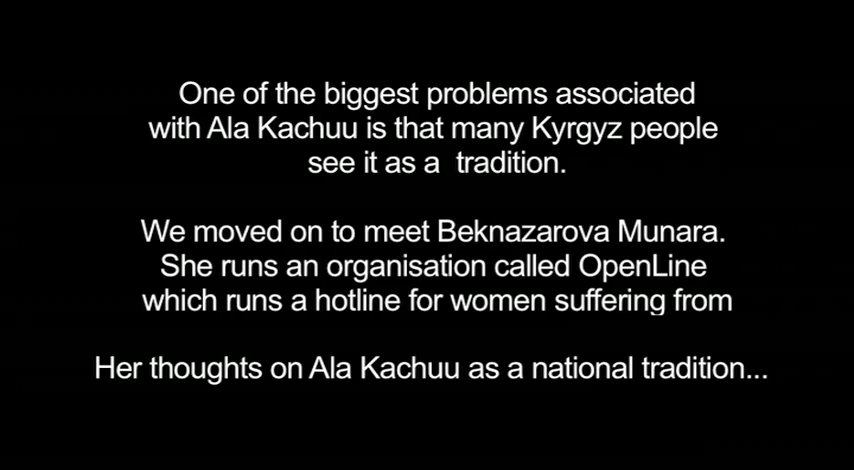 One of the biggest problems associated
with Ala Kachuu is that many Kyrgyz people
see it as a  tradition.
We moved on to meet Beknazarova Munara.
She runs an organisation called OpenLine
which runs a hotline for women suffering from
Her thoughts on Ala Kachuu as a national tradition...